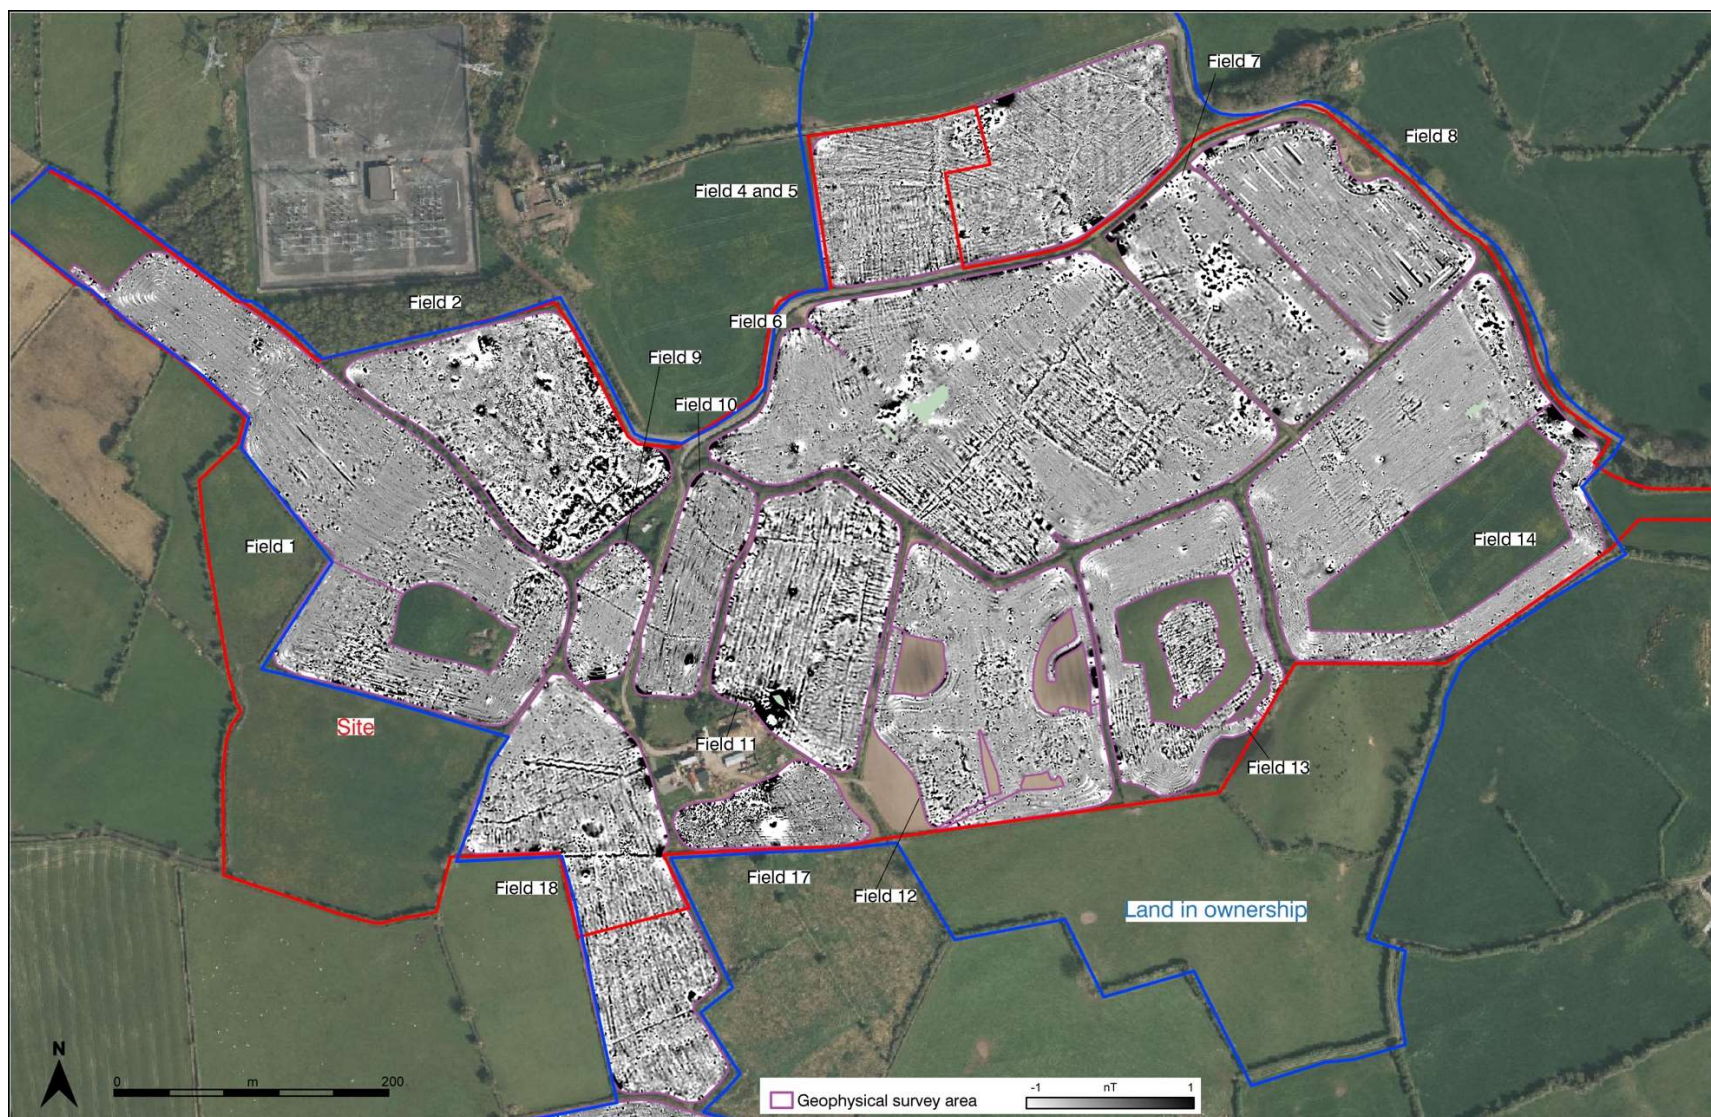 Field 7
Field 8
Field 4 and 5
Field 2
Field 6
Field 9
Field 10
Field 1
Field 14
Site
Field 11
Field 13
Field 18
Field 17
Field 12
Land in ownership
N
0 m 200
Geophysical survey area
-1 nT 1